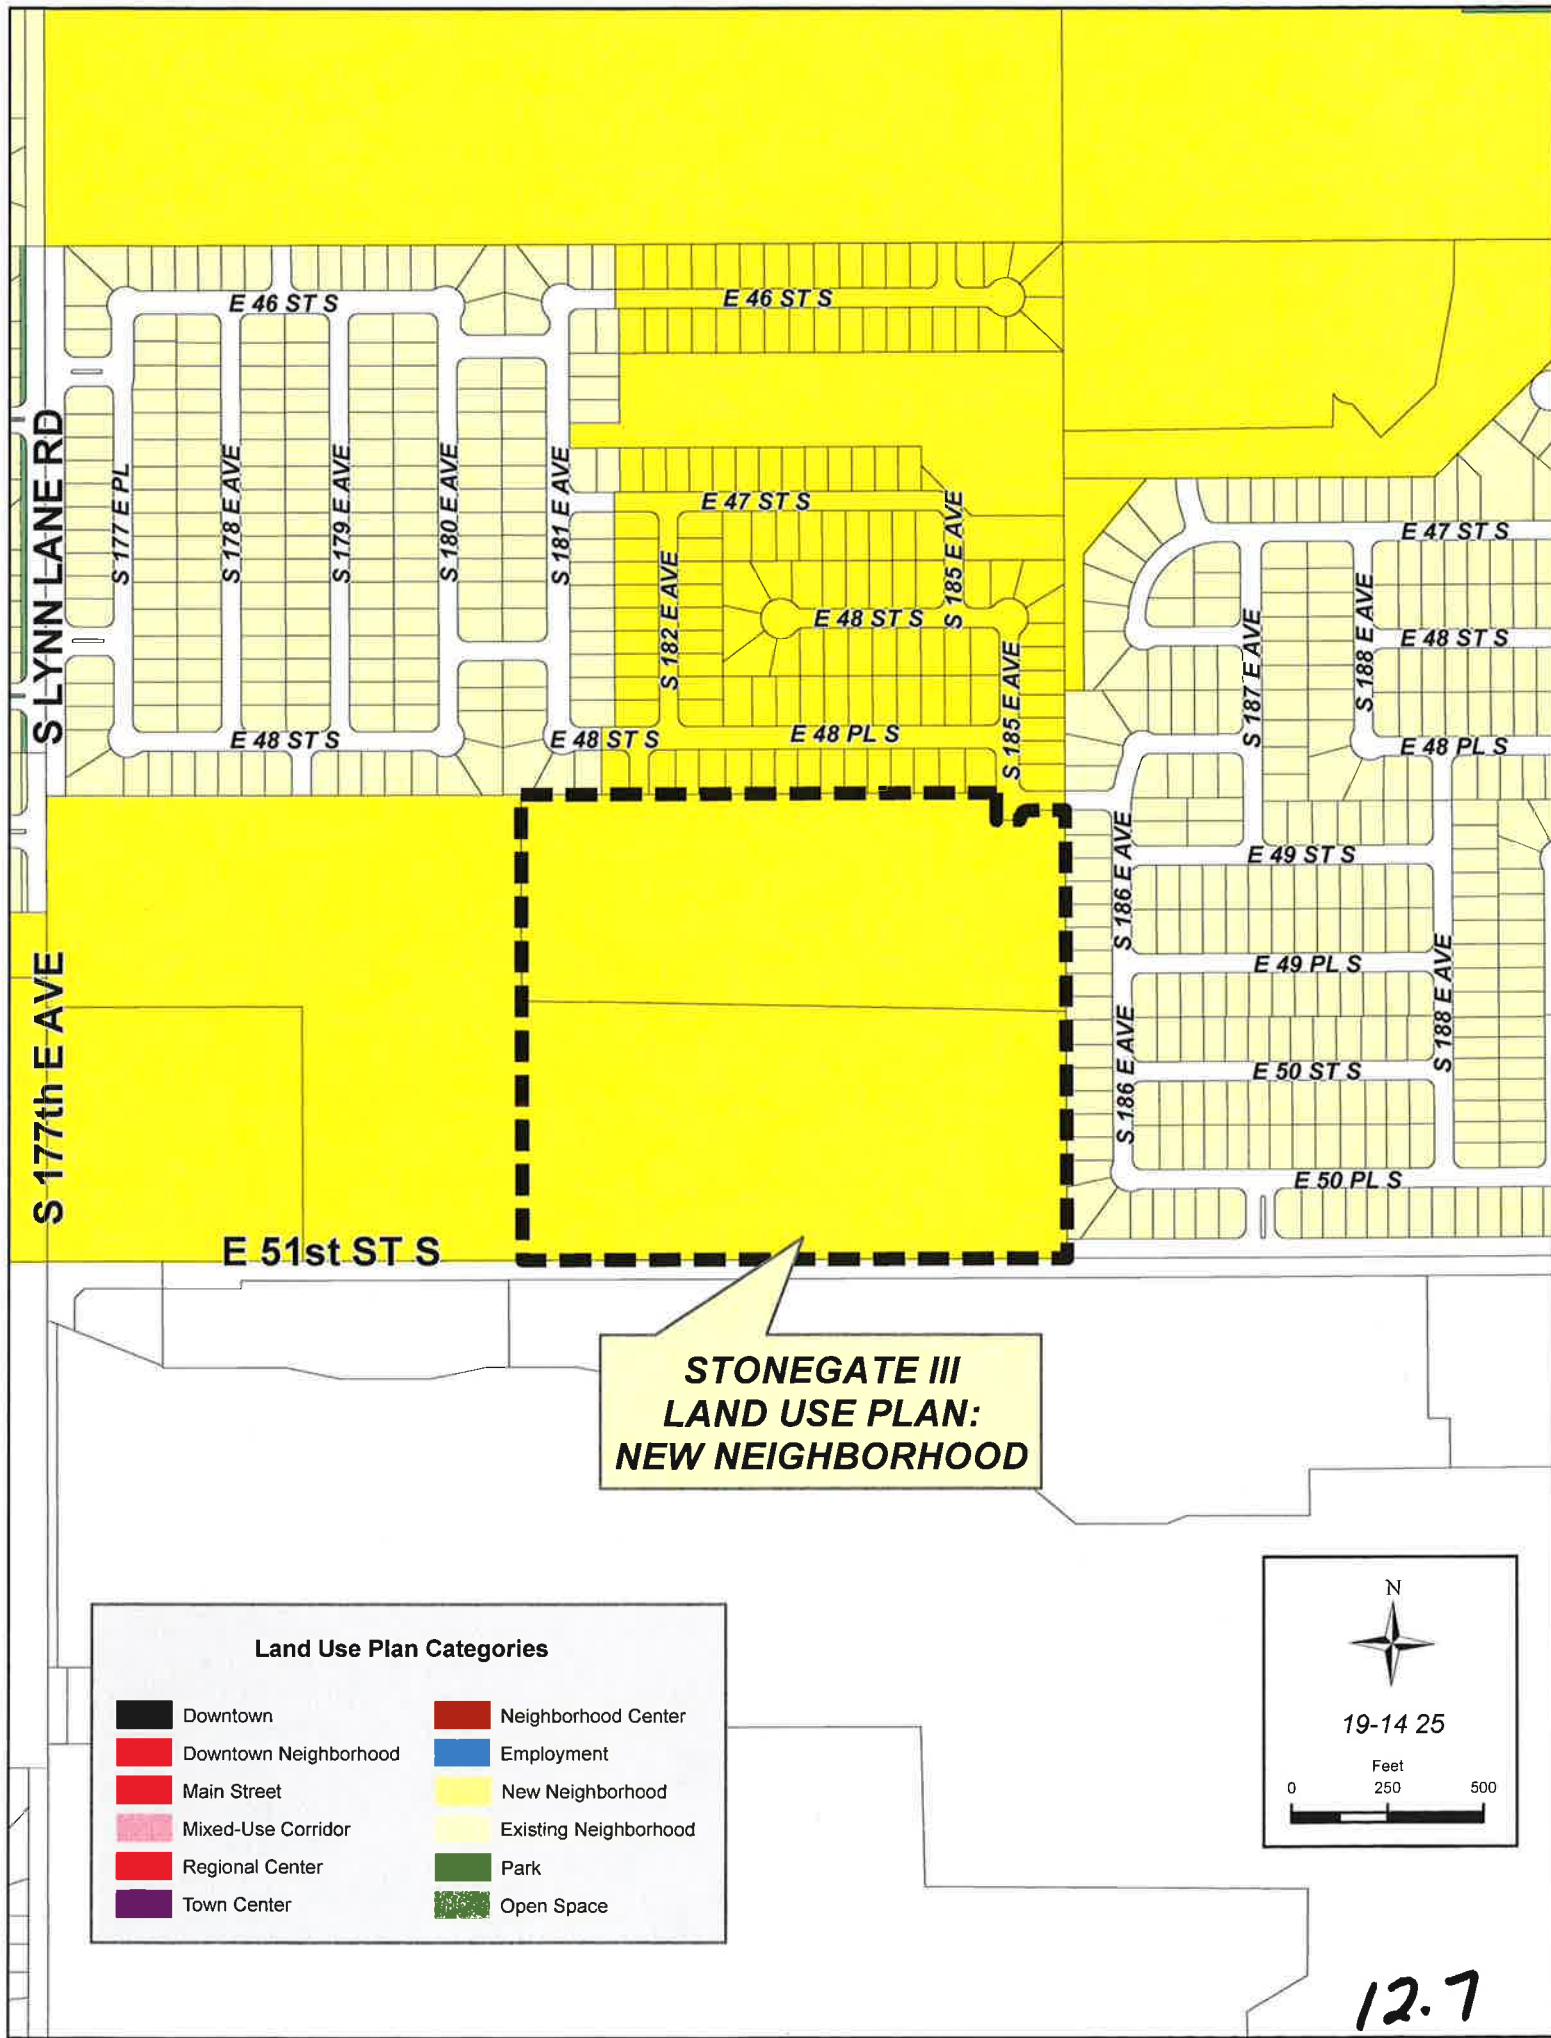 E 46 ST S
E 46 ST S
S LYNN LANE RD
S 177 E PL
S 178 E AVE
S 179 E AVE
S 180 E AVE
S 181 E AVE
E 47 ST S
S 185 E AVE
E 47 ST S
S 182 E AVE
E 48 ST S
S 187 E AVE
S 188 E AVE
E 48 ST S
S 185 E AVE
E 48 ST S
E 48 ST S
E 48 PL S
E 48 PL S
S 186 E AVE
E 49 ST S
S 177th E AVE
E 49 PL S
S 188 E AVE
S 186 E AVE
E 50 ST S
E 50 PL S
E 51st ST S
STONEGATE III
LAND USE PLAN:
NEW NEIGHBORHOOD
Land Use Plan Categories
Downtown
Downtown Neighborhood
Main Street
Mixed-Use Corridor
Regional Center
Town Center
Neighborhood Center
Employment
New Neighborhood
Existing Neighborhood
Park
Open Space
N
19-14 25
Feet
0 250 500
12.7